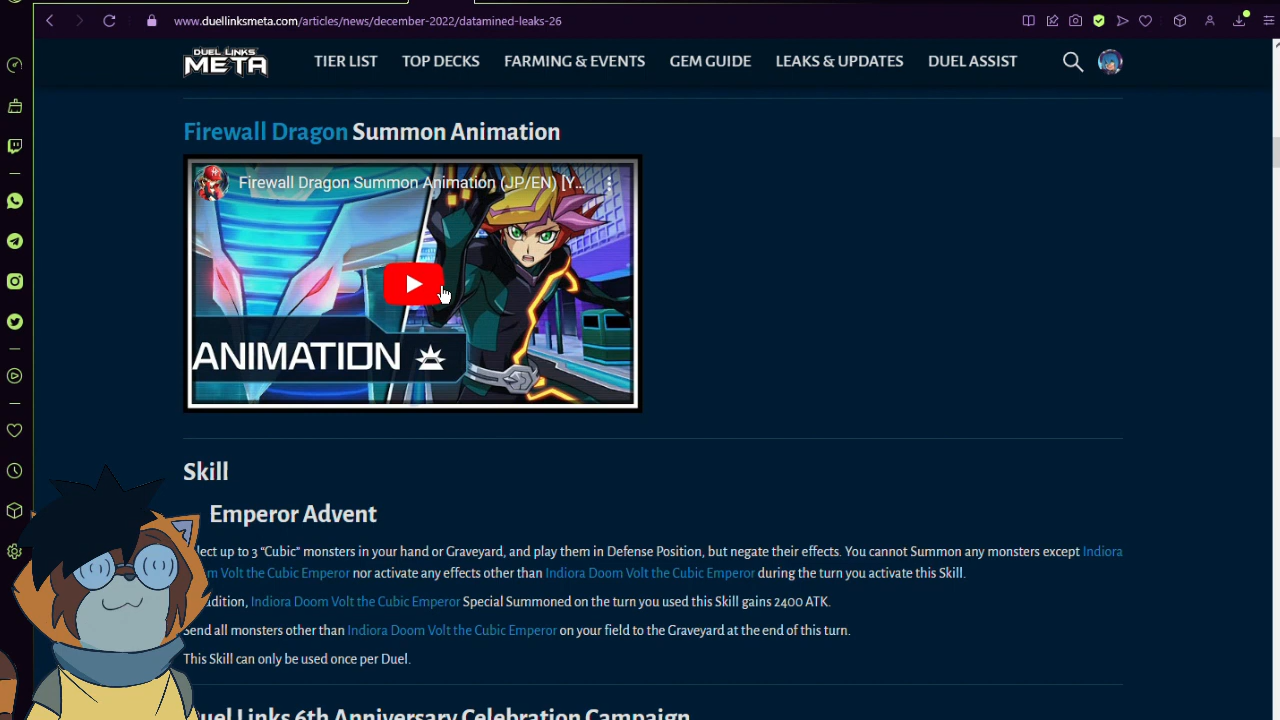 www.duellinksmeta.com/articles/news/december-2022/datamined-leaks-26
DUEL LINKS
META
TIER LIST
TOP DECKS
FARMING & EVENTS
GEM GUIDE
LEAKS & UPDATES
DUEL ASSIST
Firewall Dragon Summon Animation
Firewall Dragon Summon Animation (JP/EN) [Y...
ANIMATION
Skill
Emperor Advent
lect up to 3 “Cubic” monsters in your hand or Graveyard, and play them in Defense Position, but negate their effects. You cannot Summon any monsters except Indiora
m Volt the Cubic Emperor nor activate any effects other than Indiora Doom Volt the Cubic Emperor during the turn you activate this Skill.
dition, Indiora Doom Volt the Cubic Emperor Special Summoned on the turn you used this Skill gains 2400 ATK.
Send all monsters other than Indiora Doom Volt the Cubic Emperor on your field to the Graveyard at the end of this turn.
This Skill can only be used once per Duel.
Duel Links 6th Anniversary Celebration Campaign